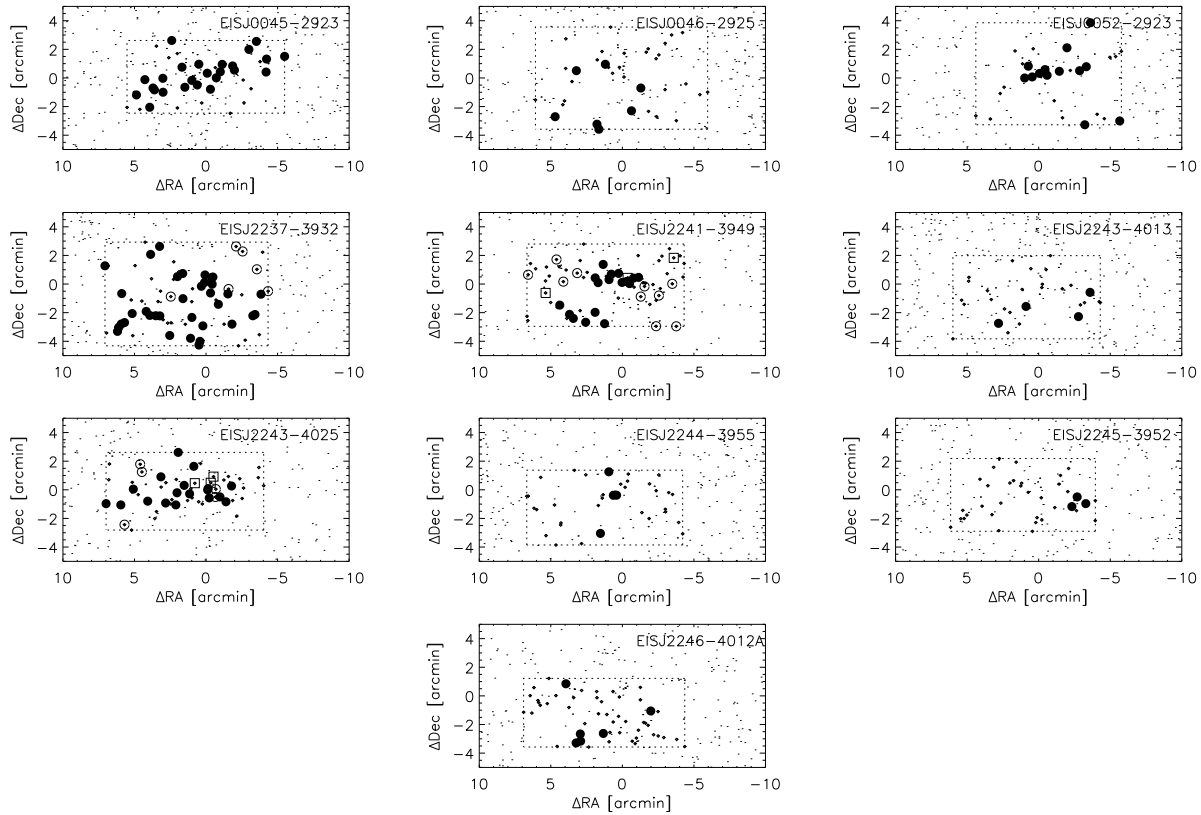 EISJ0045-2923 EISJ0046-2925 EISJ0052-2923
4 4 4
2 2 2
0 0 0
-2 -2 -2
-4 -4 -4
ΔDec [arcmin] ΔDec [arcmin] ΔDec [arcmin]
10 5 0 -5 -10 10 5 0 -5 -10 10 5 0 -5 -10
ΔRA [arcmin] ΔRA [arcmin] ΔRA [arcmin]
EISJ2237-3932 EISJ2241-3949 EISJ2243-4013
4 4 4
2 2 2
0 0 0
-2 -2 -2
-4 -4 -4
ΔDec [arcmin] ΔDec [arcmin] ΔDec [arcmin]
10 5 0 -5 -10 10 5 0 -5 -10 10 5 0 -5 -10
ΔRA [arcmin] ΔRA [arcmin] ΔRA [arcmin]
EISJ2243-4025 EISJ2244-3955 EISJ2245-3952
4 4 4
2 2 2
0 0 0
-2 -2 -2
-4 -4 -4
ΔDec [arcmin] ΔDec [arcmin] ΔDec [arcmin]
10 5 0 -5 -10 10 5 0 -5 -10 10 5 0 -5 -10
ΔRA [arcmin] ΔRA [arcmin] ΔRA [arcmin]
EISJ2246-4012A
4
2
0
-2
-4
ΔDec [arcmin]
10 5 0 -5 -10
ΔRA [arcmin]